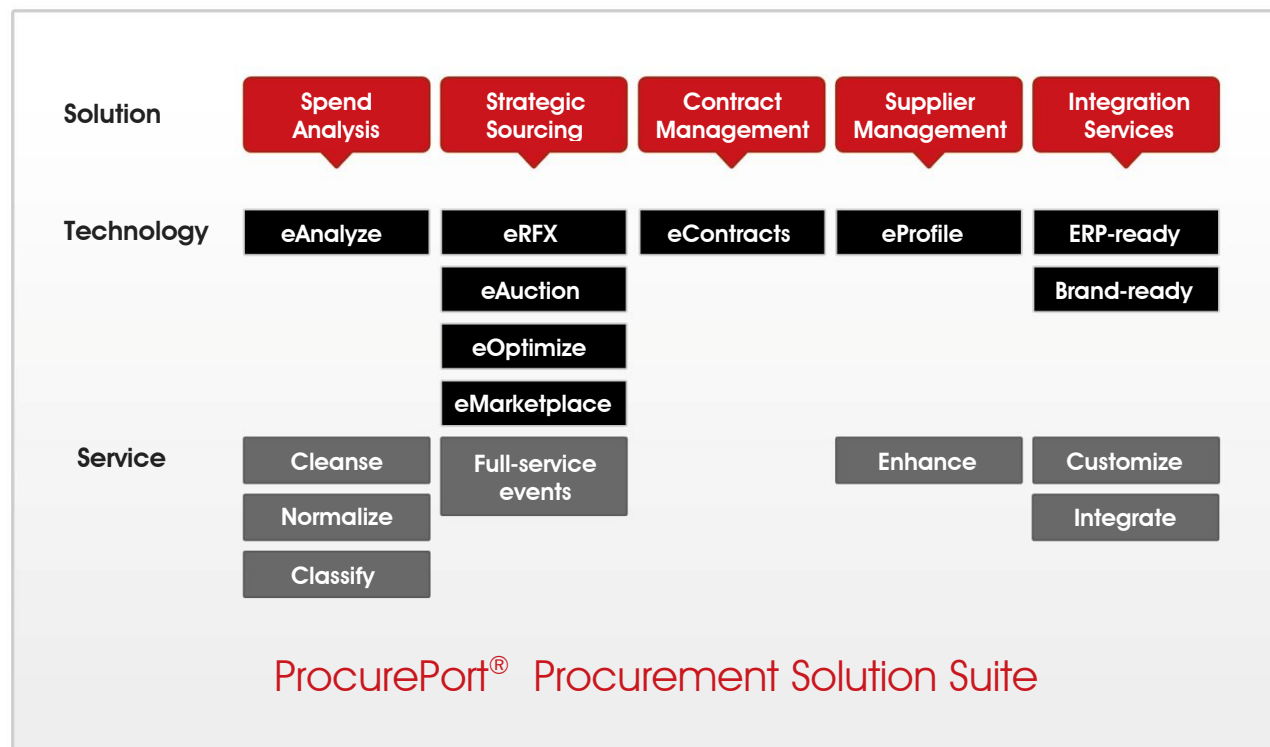 Solution
Spend
Analysis
Strategic
Sourcing
Contract
Management
Supplier
Management
Integration
Services
Technology
eAnalyze
eRFX
eContracts
eProfile
ERP-ready
eAuction
Brand-ready
eOptimize
eMarketplace
Service
Cleanse
Full-service
events
Enhance
Customize
Normalize
Integrate
Classify
ProcurePort® Procurement Solution Suite